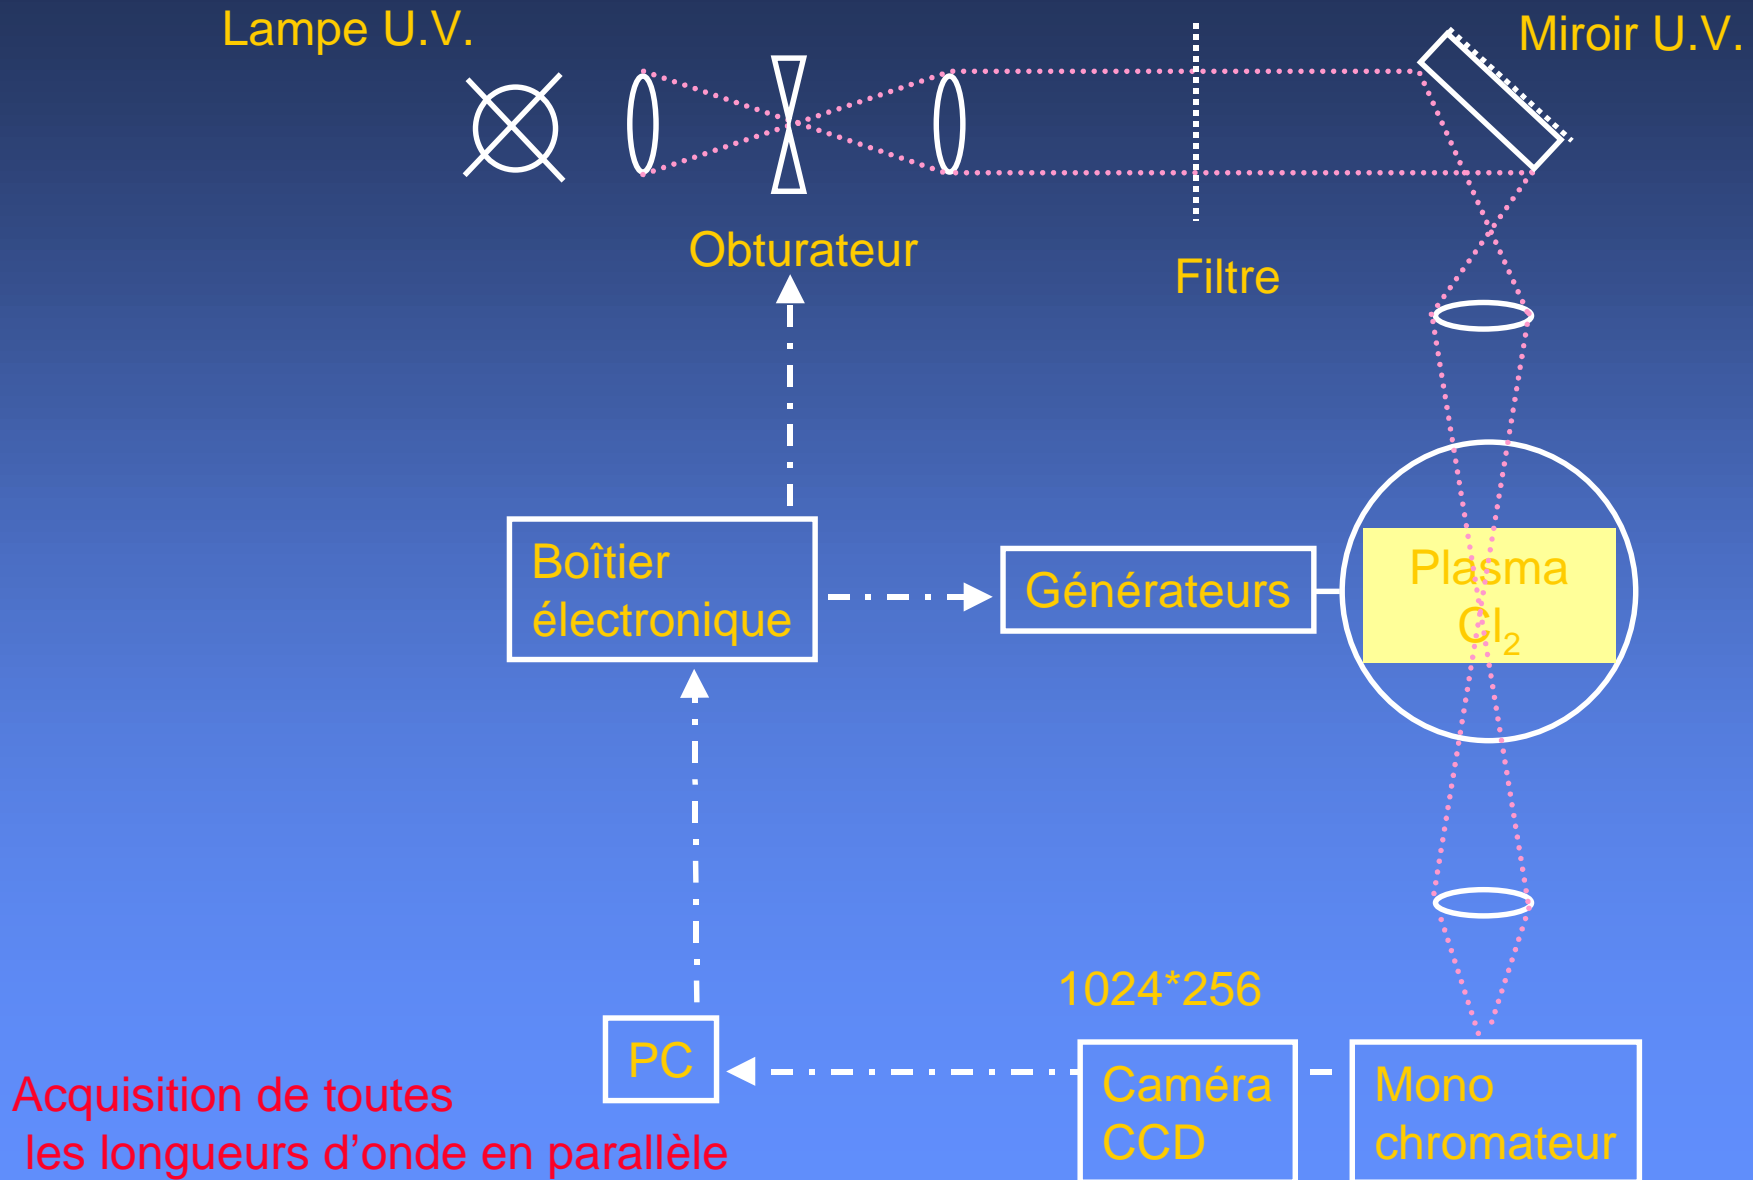 Lampe U.V.
Miroir U.V.
Obturateur
Filtre
Boîtier
électronique
Générateurs
Plasma
Cl₂
1024*256
PC
Caméra
CCD
Mono
chromateur
Acquisition de toutes
les longueurs d’onde en parallèle